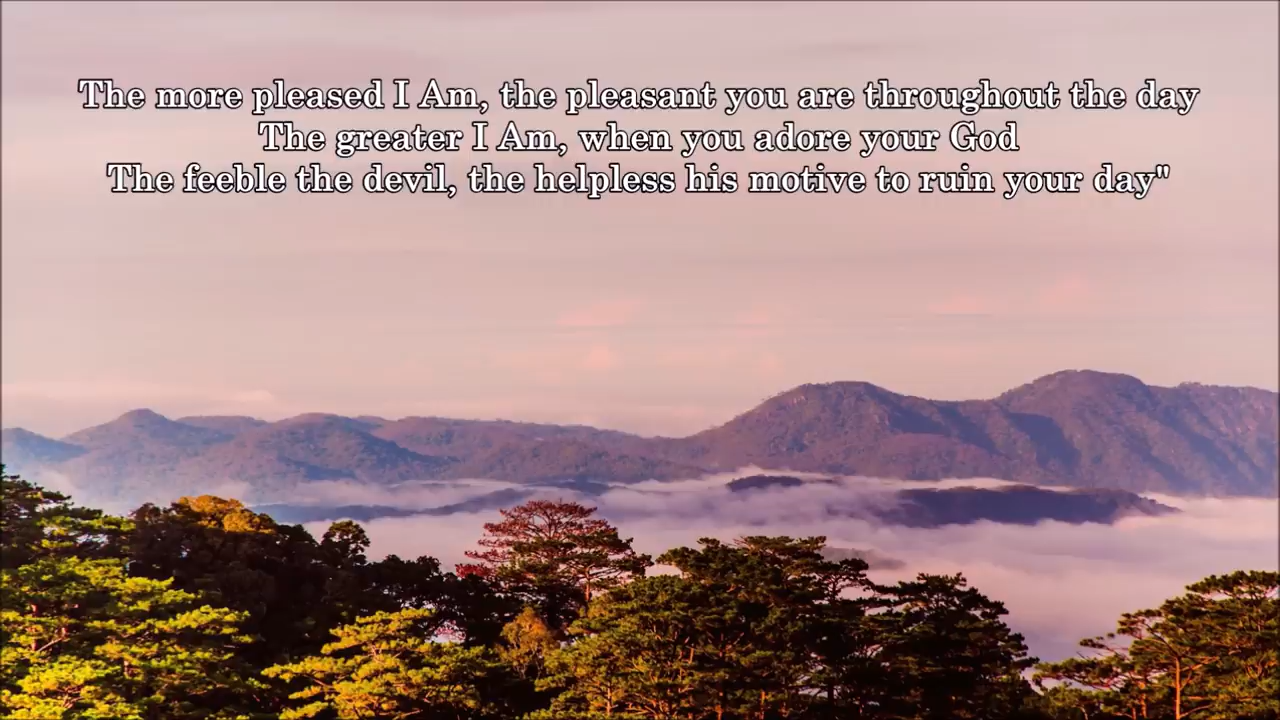 The more pleased I Am, the pleasant you are throughout the day
The greater I Am, when you adore your God
The feeble the devil, the helpless his motive to ruin your day"